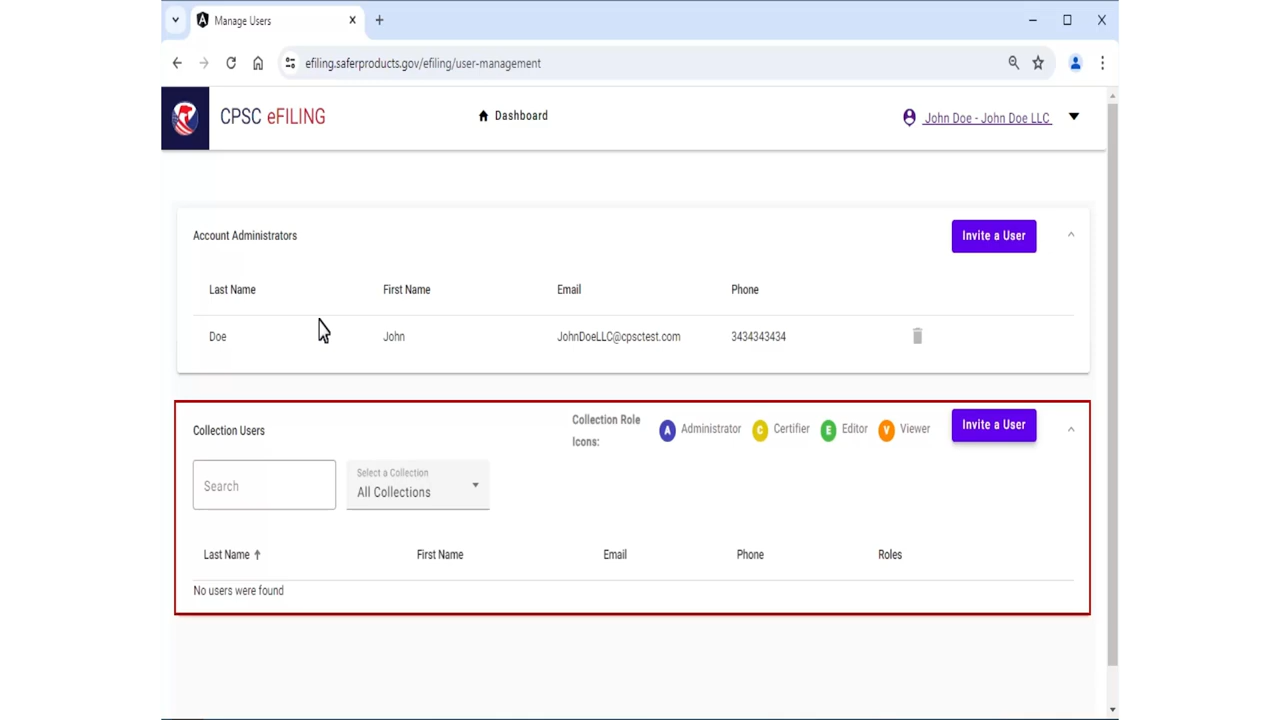 Manage Users
efiling.saferproducts.gov/efiling/user-management
CPSC eFILING
Dashboard
John Doe - John Doe LLC
Account Administrators
Invite a User
Last Name First Name Email Phone
Doe John JohnDoeLLC@cpsctest.com 3434343434
Collection Users
Collection Role
Icons:
A Administrator C Certifier E Editor V Viewer
Invite a User
Search
Select a Collection
All Collections
Last Name First Name Email Phone Roles
No users were found